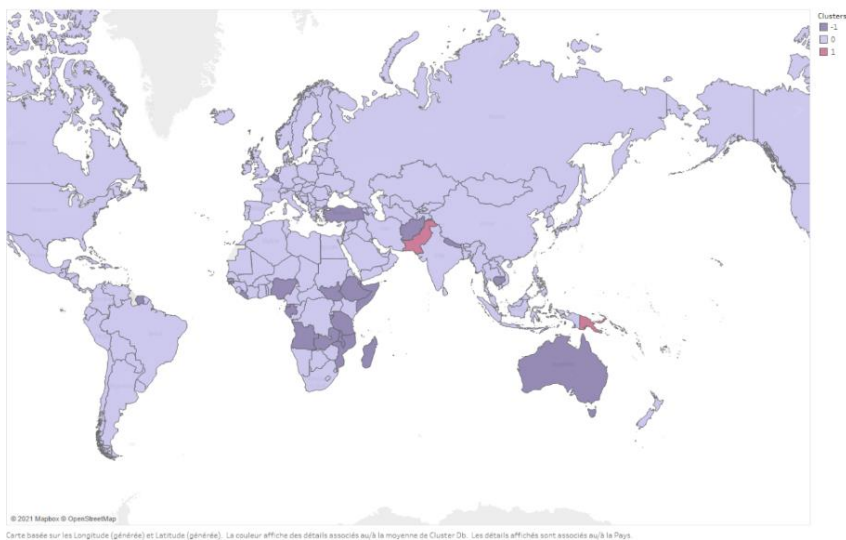 Clusters
-1
0
1
© 2021 Mapbox © OpenStreetMap
Carte basée sur les Longitude (générée) et Latitude (générée). La couleur affiche des détails associés au/à la moyenne de Cluster Db. Les détails affichés sont associés au/à la Pays.